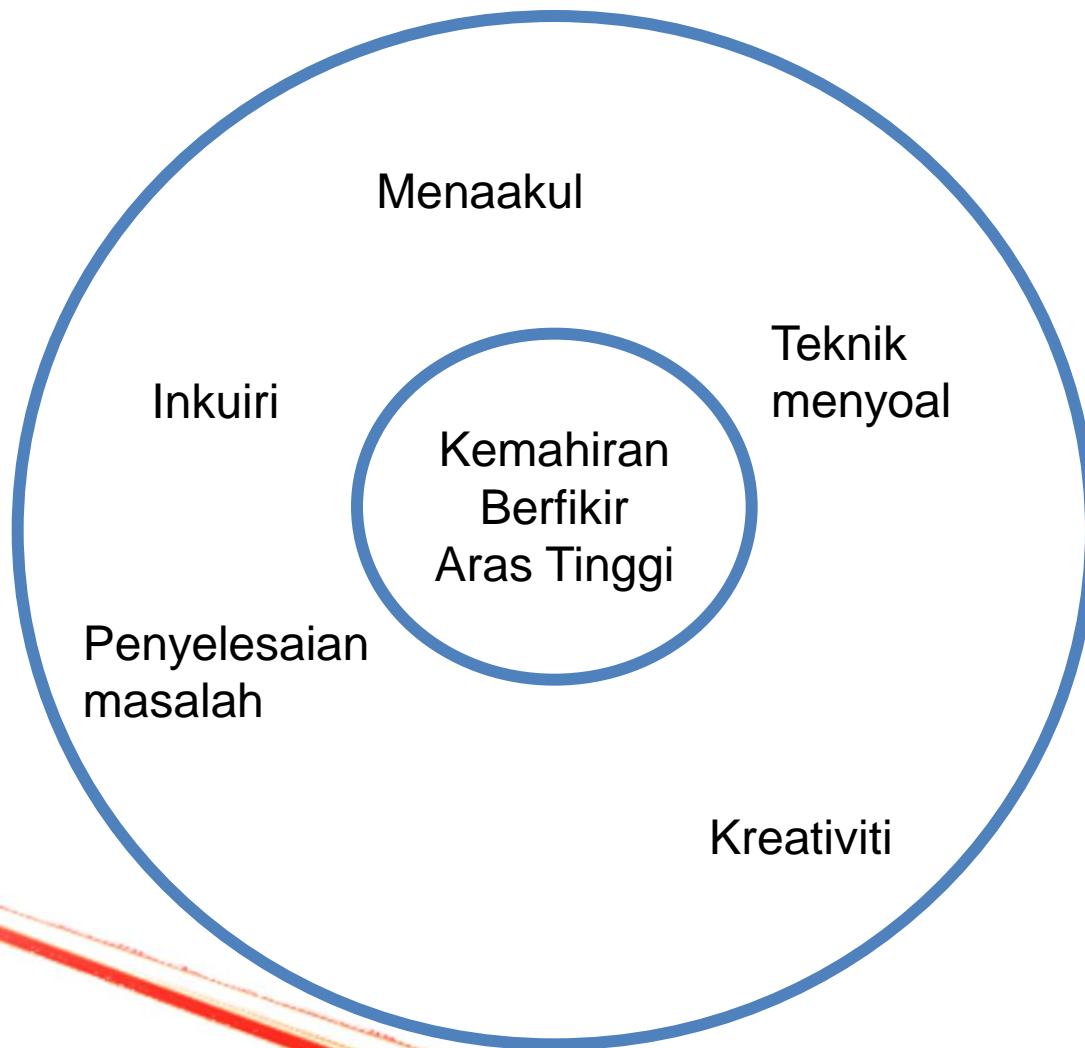 Menaakul
Teknik
menyoal
Inkuiri
Kemahiran
Berfikir
Aras Tinggi
Penyelesaian
masalah
Kreativiti